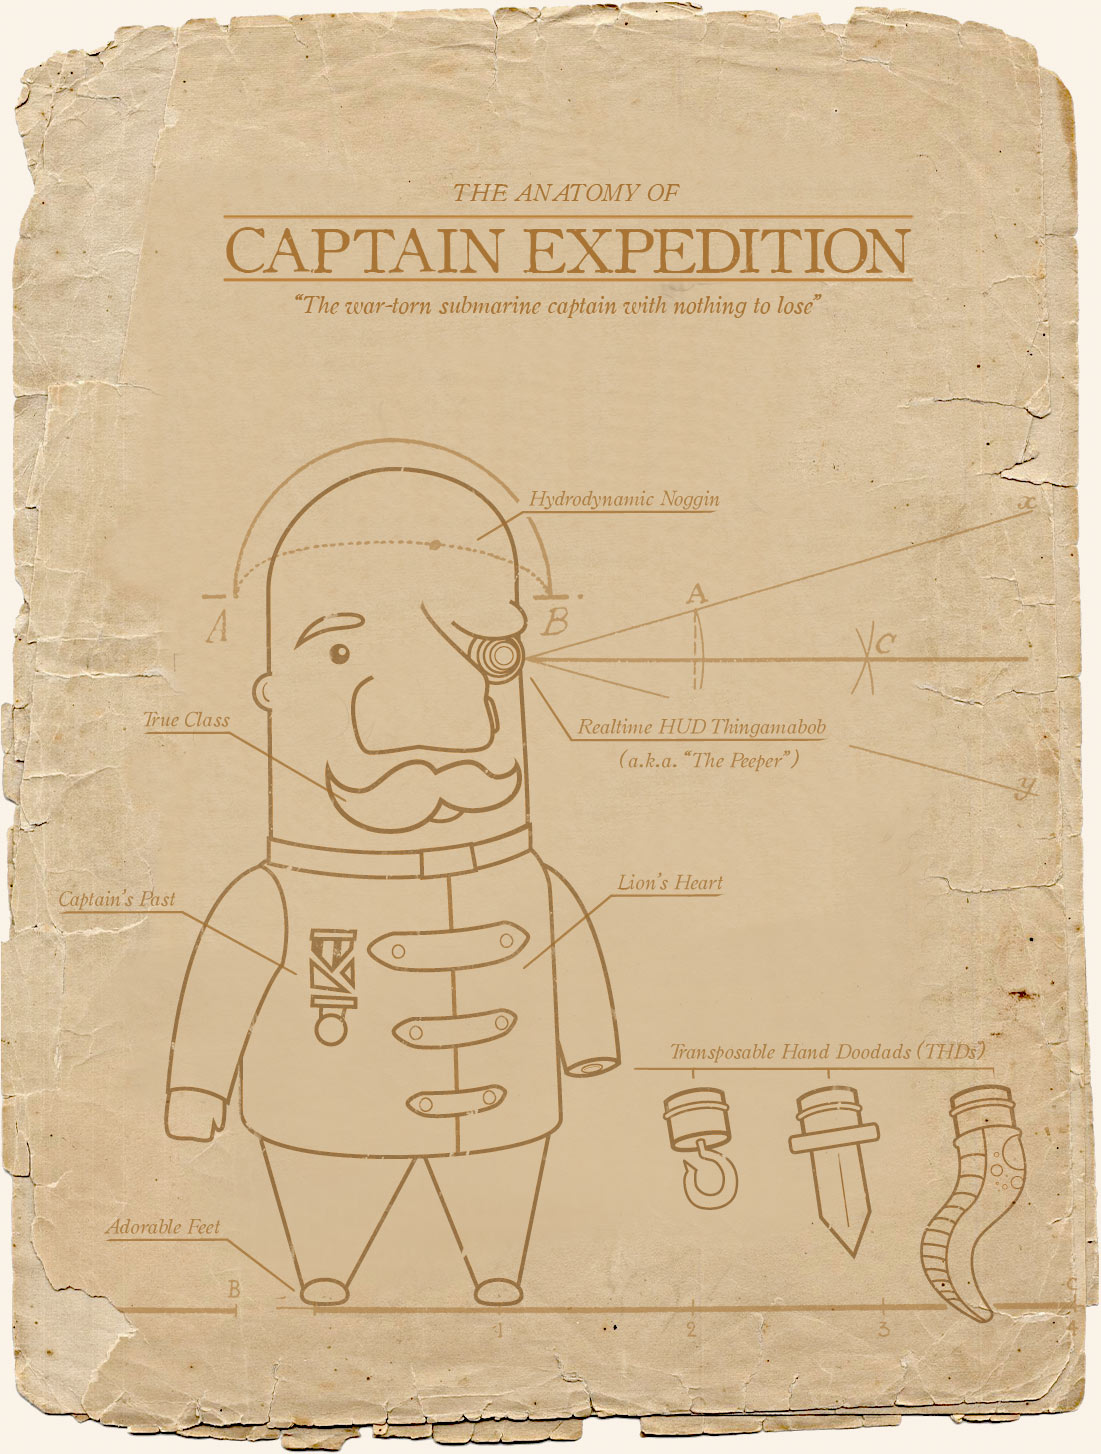 THE ANATOMY OF
CAPTAIN EXPEDITION
“The war-torn submarine captain with nothing to lose”
Hydrodynamic Noggin
x
A
A
B
C
True Class
Realtime HUD Thingamabob
(a.k.a. “The Peeper”)
y
Captain’s Past
Lion’s Heart
Transposable Hand Doodads (THDs)
Adorable Feet
B
C
1
2
3
4